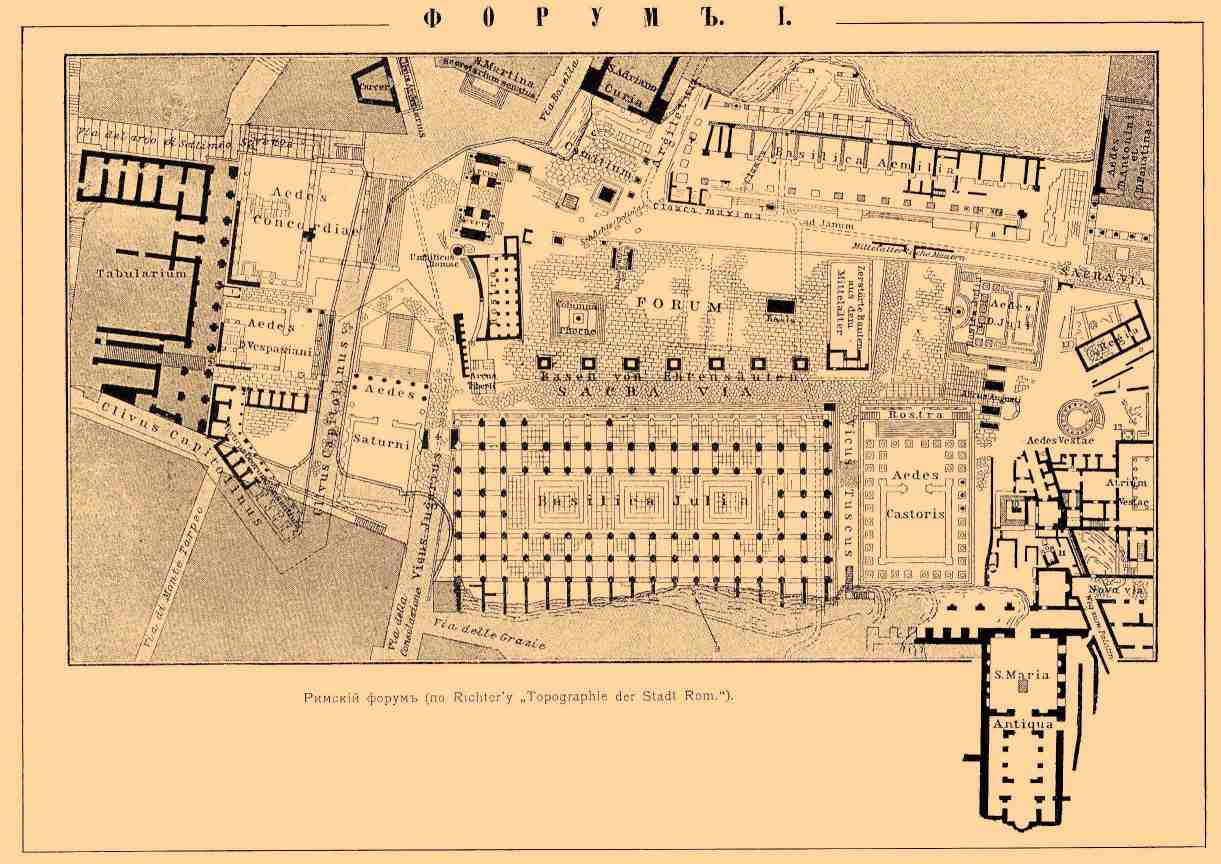 ФОРУМЪ. I.
Carcer
S. Martina
Secretarium senatus
Via Bonella
S. Adriano
Curia
Argiletum
Comitium
Basilica Aemilia
Cloaca
Cloaca maxima
ad Janum
Mittelalterliche Mauern
Aedes
Antonini
et
Faustinae
SACRA VIA
Via del arco di Settimio Severo
Aedes
Concordiae
Tabularium
Arcus
Severi
Umbilicus
Romae
Aedes
Vespasiani
Columna
Phocae
FORUM
Basis
Zerstörte Bauten
aus dem
Mittelalter
Aedes
D. Julii
Regia
Arcus
Tiberii
Basen von Ehrensäulen
SACRA VIA
Arcus Augusti
Aedes
Saturni
Clivus Capitolinus
Clivus Capitolinus
Via di Monte Tarpeo
Vicus Jugarius
Via della
Consolazione
Basilica Julia
Vicus Tuscus
Rostra
Aedes
Castoris
Aedes Vestae
12
Atrium
Vestae
11
Nova via
Via delle Grazie
S. Maria
Antiqua
Римскій форумъ (по Richter'у „Topographie der Stadt Rom.“).